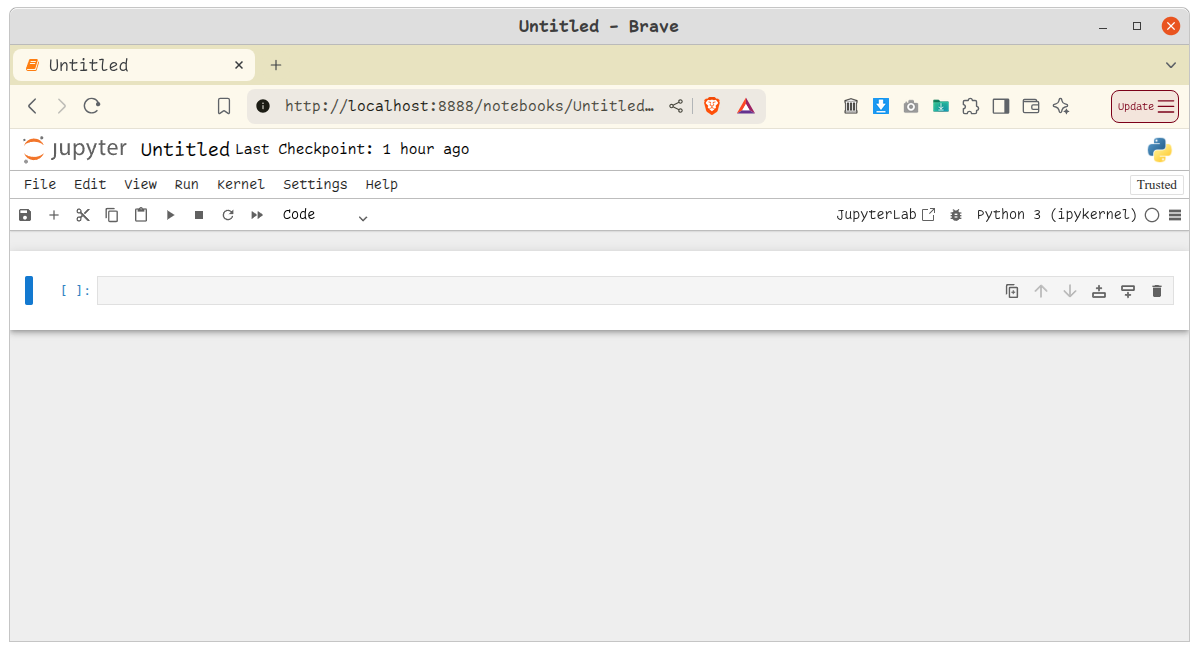 Untitled - Brave
Untitled
http://localhost:8888/notebooks/Untitled…
Update
jupyter Untitled Last Checkpoint: 1 hour ago
File Edit View Run Kernel Settings Help
Trusted
Code JupyterLab Python 3 (ipykernel)
[ ]: